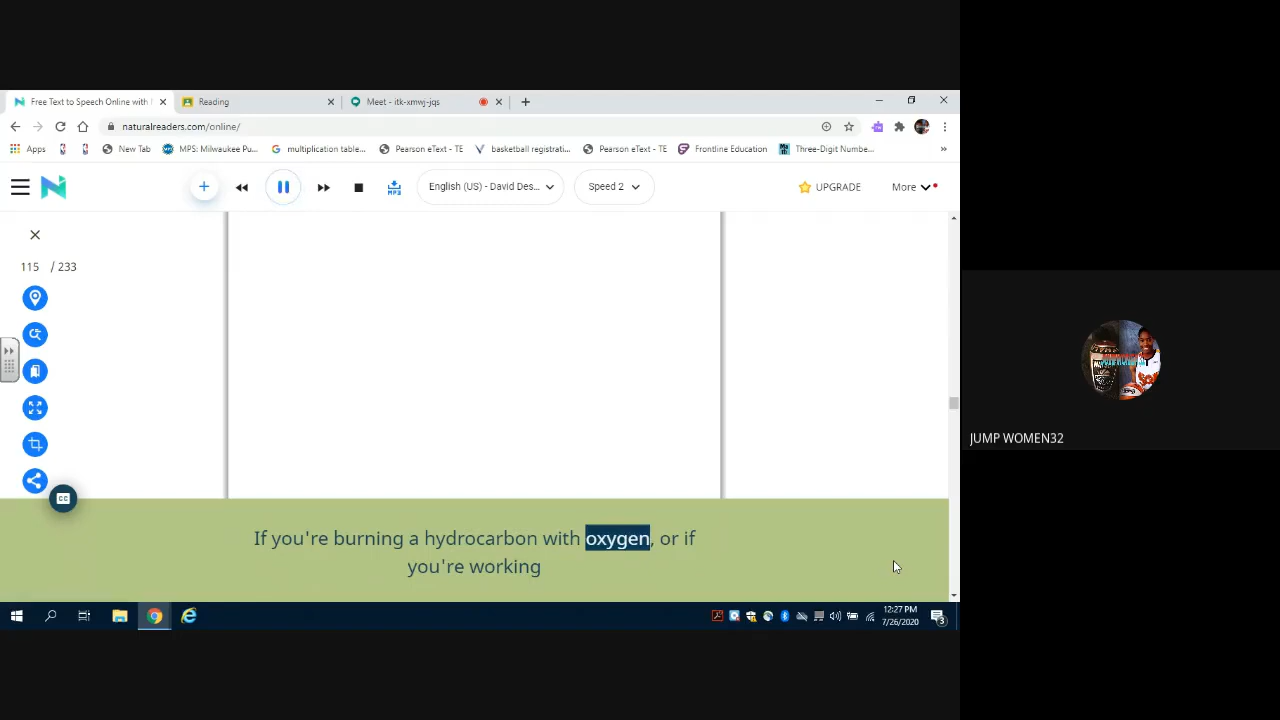 Free Text to Speech Online with
Reading
Meet - itk-xmwj-jqs
naturalreaders.com/online/
Apps
New Tab
MPS: Milwaukee Pu...
multiplication table...
Pearson eText - TE
basketball registrati...
Pearson eText - TE
Frontline Education
Three-Digit Numbe...
»
MP3
English (US) - David Des...
Speed 2
UPGRADE
More
115 / 233
CC
If you're burning a hydrocarbon with oxygen, or if
you're working
JUMP WOMEN32
12:27 PM
7/26/2020
3